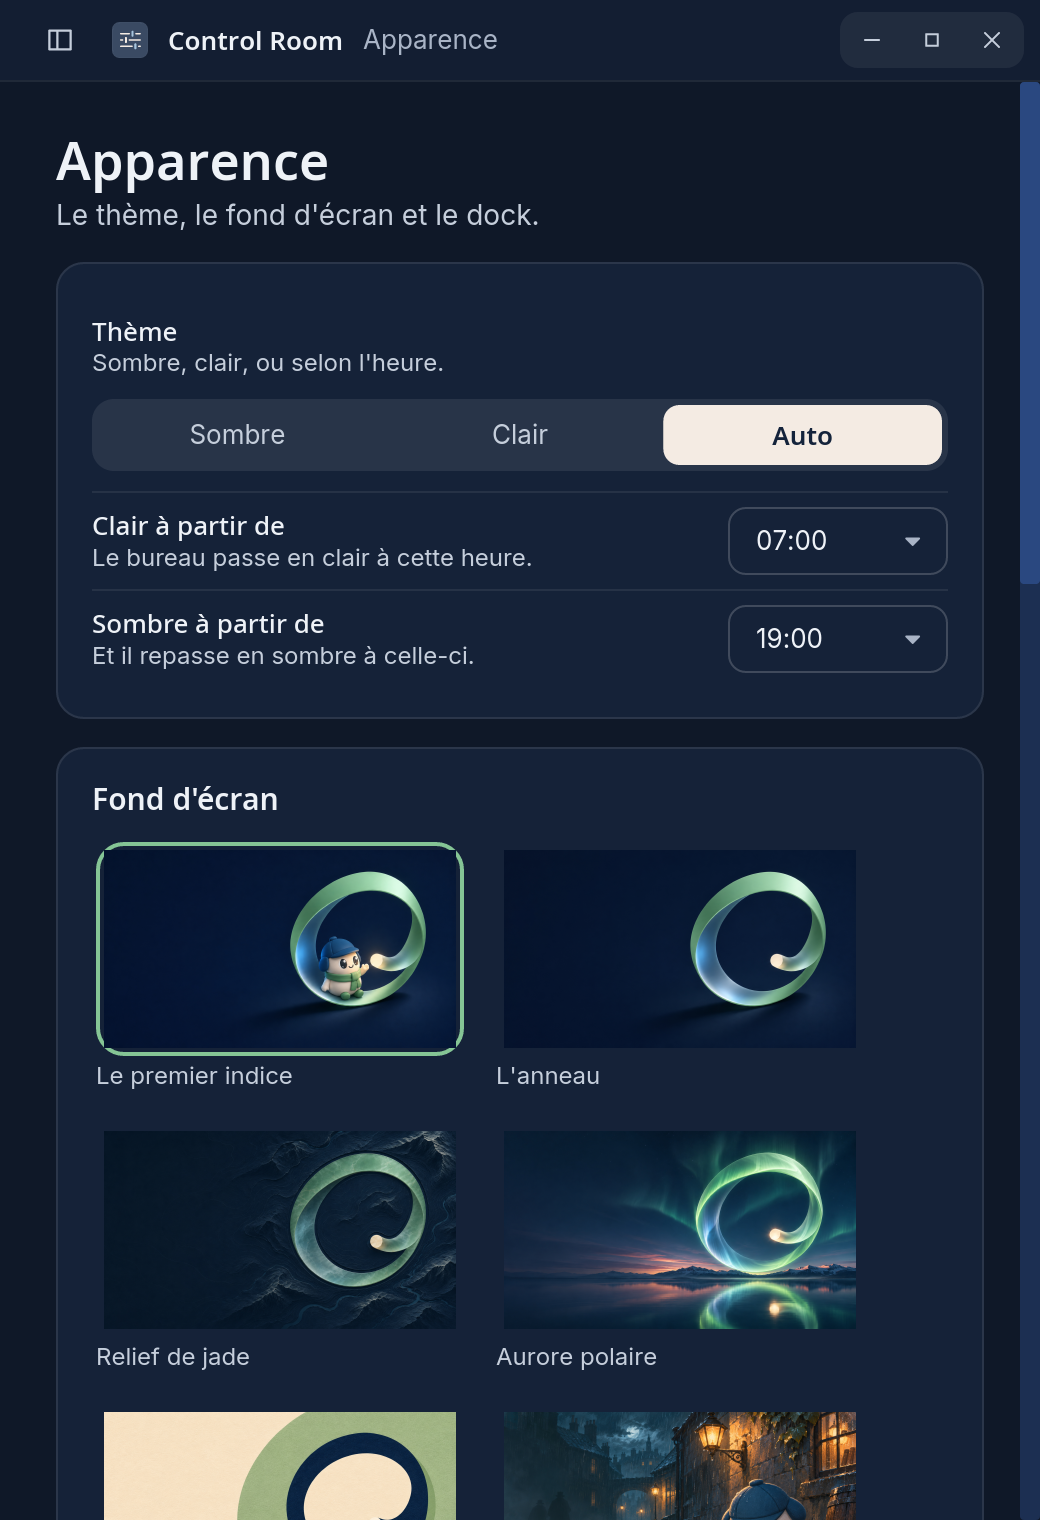 Control Room Apparence
Apparence
Le thème, le fond d'écran et le dock.
Thème
Sombre, clair, ou selon l'heure.
Sombre Clair Auto
Clair à partir de
Le bureau passe en clair à cette heure.
07:00
Sombre à partir de
Et il repasse en sombre à celle-ci.
19:00
Fond d'écran
Le premier indice
L'anneau
Relief de jade
Aurore polaire